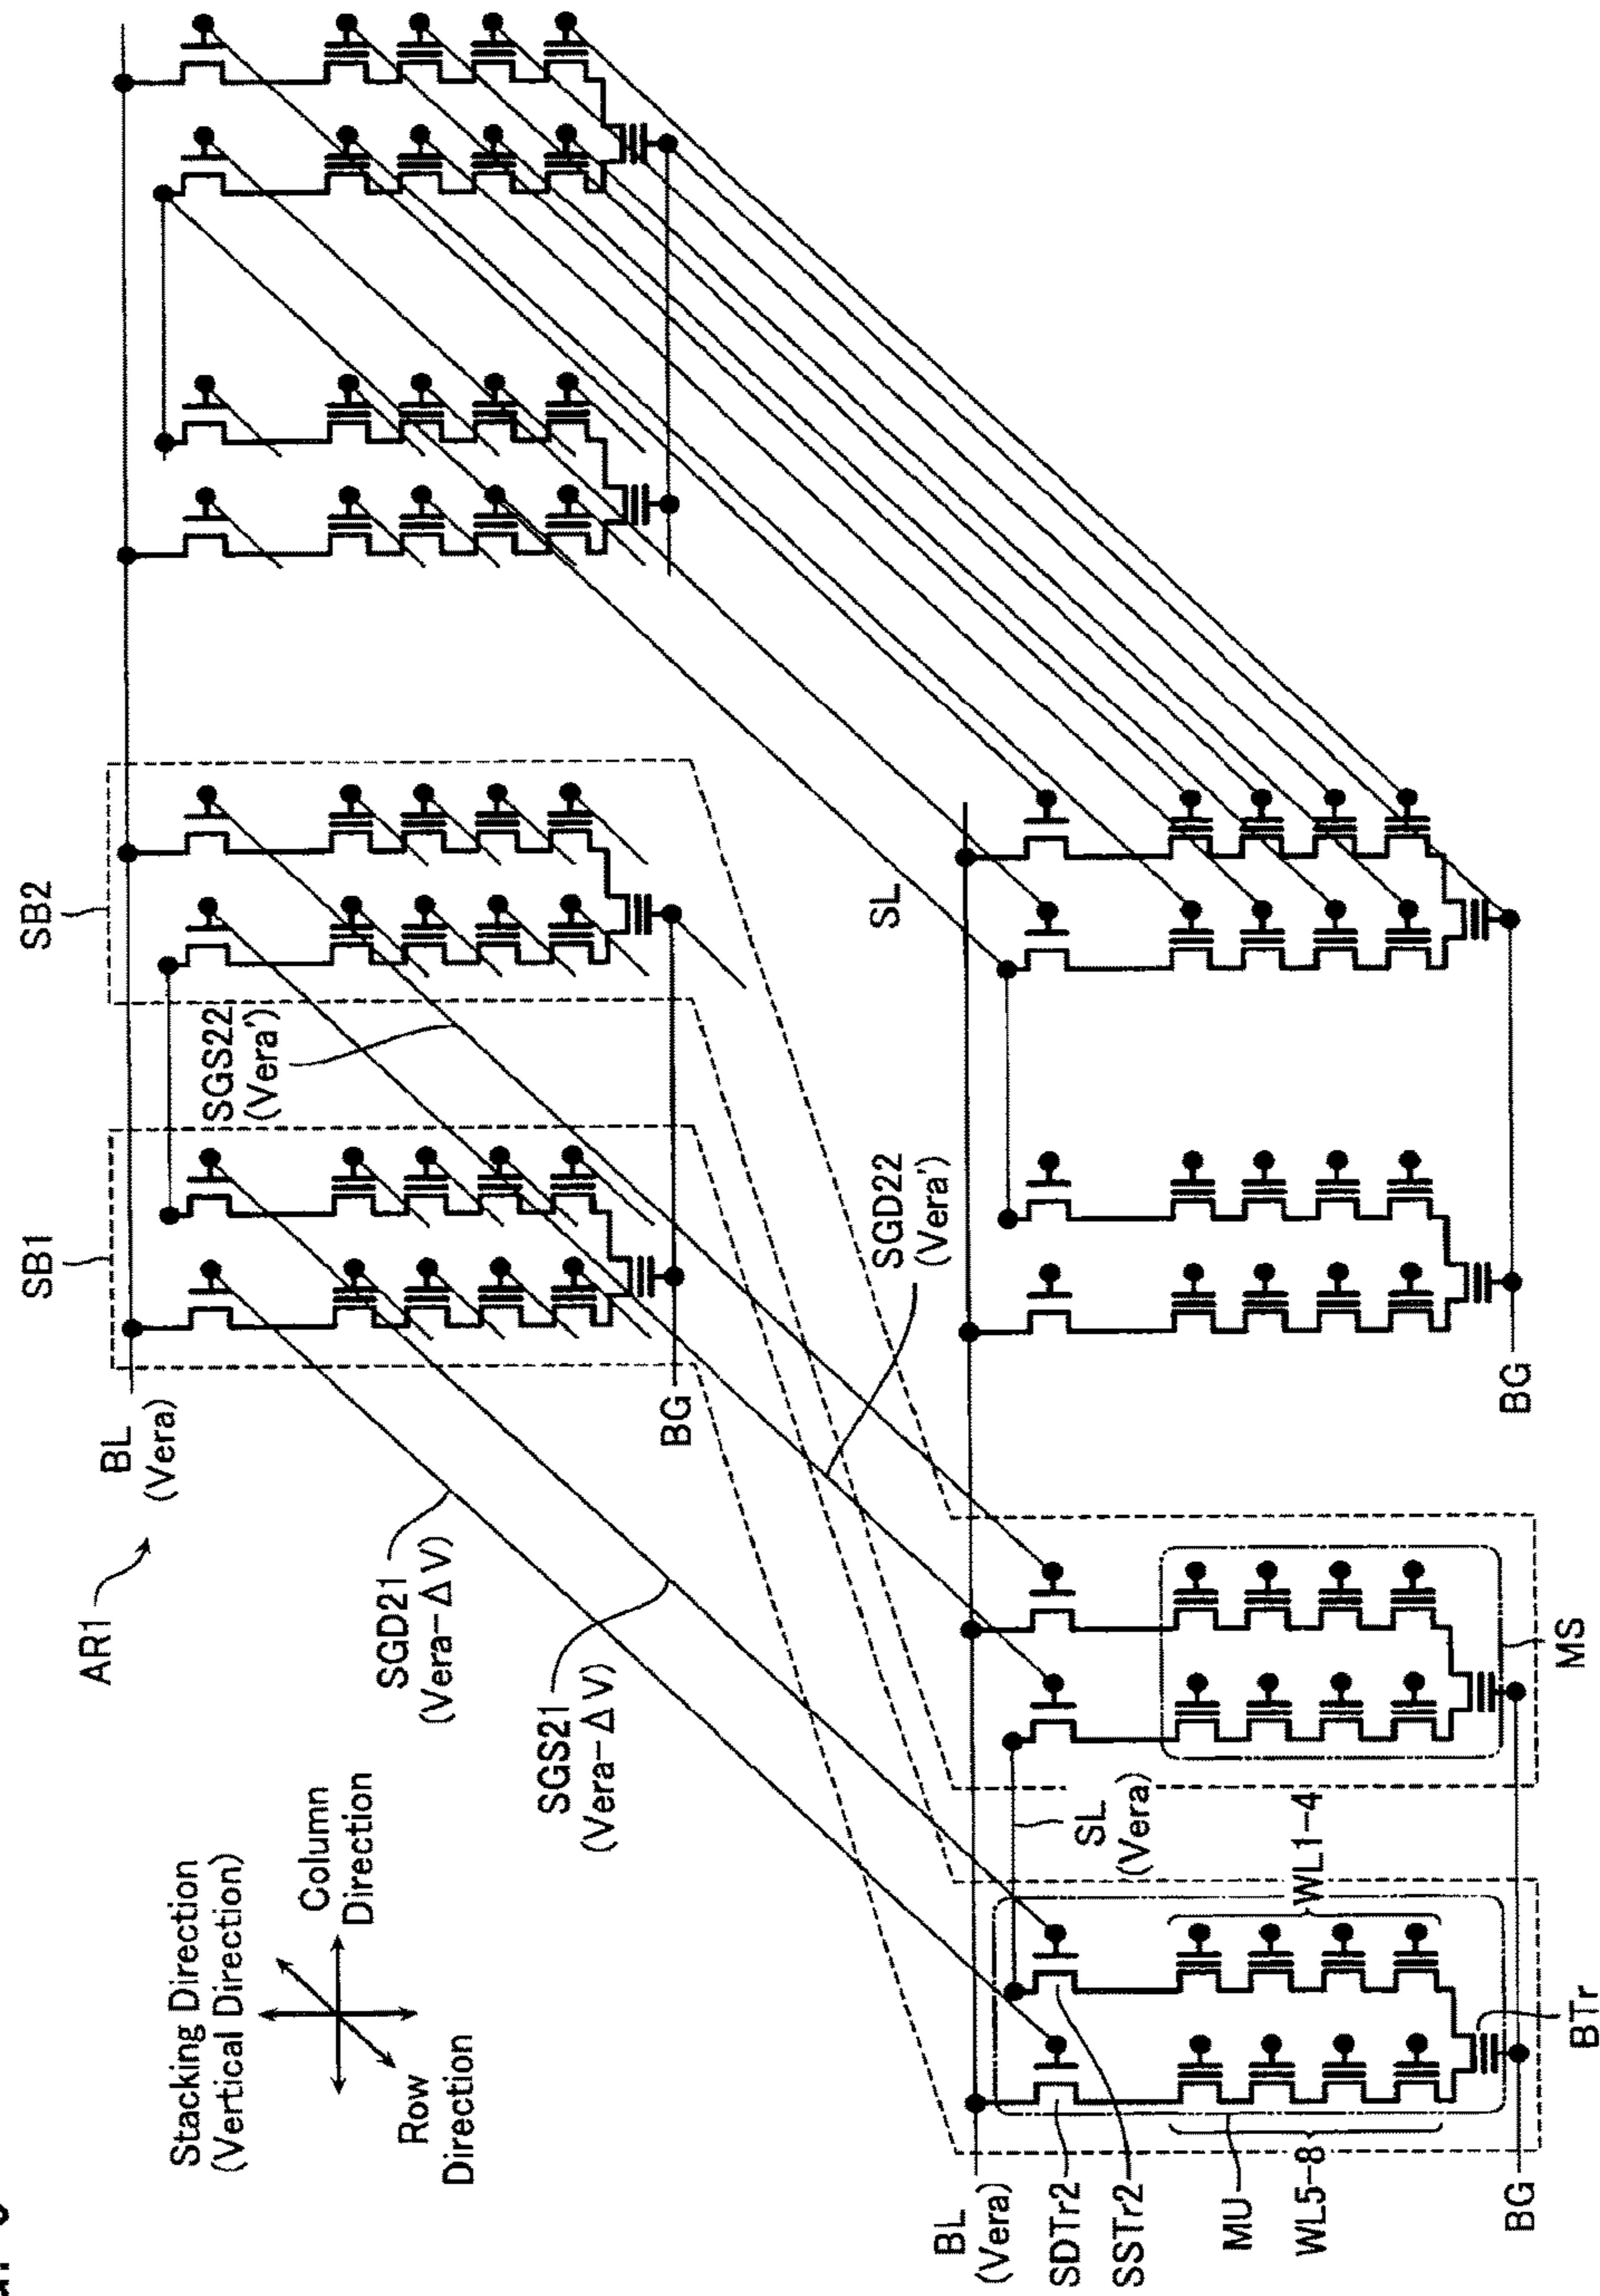 AR1
BL
(Vera)
SB1
SB2
Stacking Direction
(Vertical Direction)
Column
Direction
Row
Direction
SGD21
(Vera-ΔV)
SGS21
(Vera-ΔV)
SGS22
(Vera')
BG
SGD22
(Vera')
SL
BL
(Vera)
SDTr2
SSTr2
MU
WL5-8
BG
SL
(Vera)
WL1-4
BTr
MS
BG